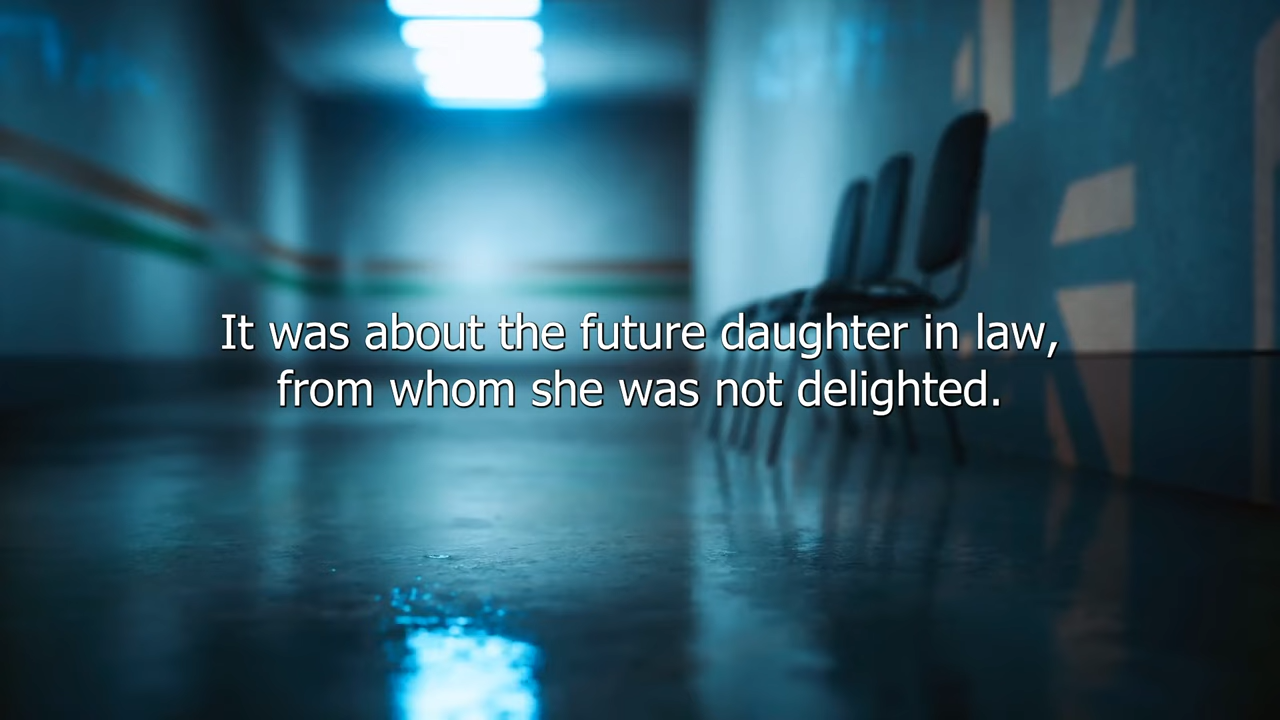 It was about the future daughter in law,
from whom she was not delighted.